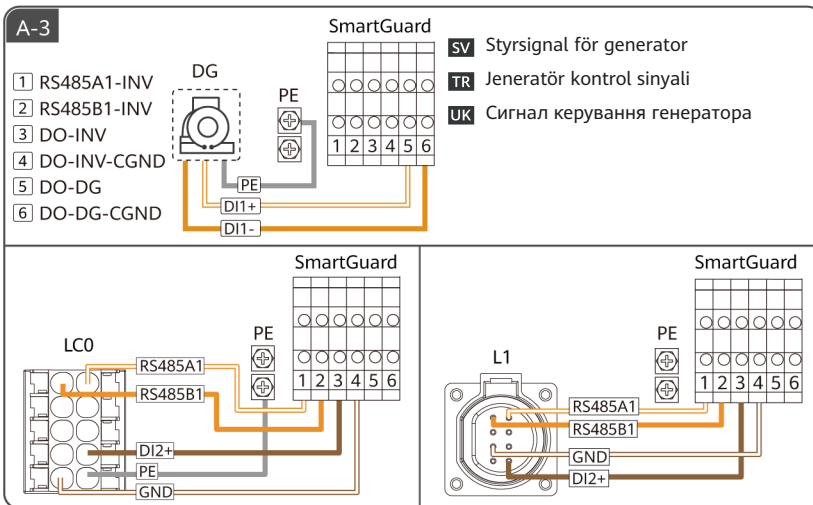 A-3
1 RS485A1-INV
2 RS485B1-INV
3 DO-INV
4 DO-INV-CGND
5 DO-DG
6 DO-DG-CGND
DG
PE
SmartGuard
1 2 3 4 5 6
PE
DI1+
DI1-
SV Styrsignal för generator
TR Jeneratör kontrol sinyali
UK Сигнал керування генератора
SmartGuard
PE
LC0
1 2 3 4 5 6
RS485A1
RS485B1
DI2+
PE
GND
SmartGuard
PE
L1
1 2 3 4 5 6
RS485A1
RS485B1
GND
DI2+